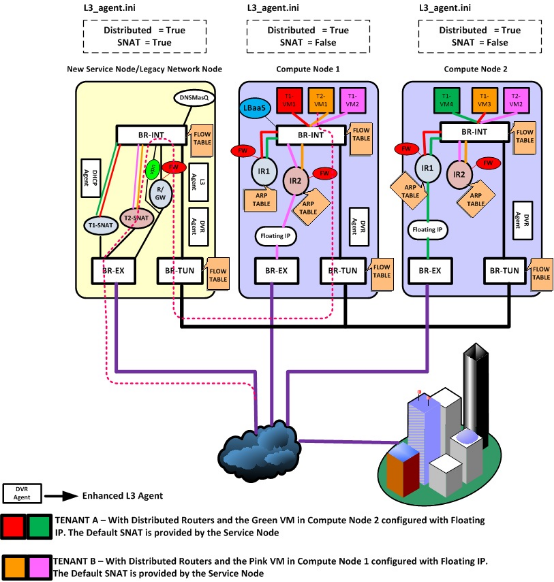 L3_agent.ini
L3_agent.ini
L3_agent.ini
Distributed = True
SNAT = True
Distributed = True
SNAT = False
Distributed = True
SNAT = False
New Service Node/Legacy Network Node
Compute Node 1
Compute Node 2
DNSMasQ
BR-INT
FLOW
TABLE
DHCP
Agent
FW
R/
GW
L3
Agent
T1-SNAT
T2-SNAT
DVR
Agent
BR-EX
BR-TUN
FLOW
TABLE
LBaaS
T1-
VM1
T2-
VM1
T2-
VM2
BR-INT
FLOW
TABLE
FW
IR1
IR2
FW
ARP
TABLE
ARP
TABLE
Floating IP
DVR
Agent
BR-EX
BR-TUN
FLOW
TABLE
T1-
VM4
T2-
VM3
T2-
VM2
BR-INT
FLOW
TABLE
FW
IR1
IR2
FW
ARP
TABLE
ARP
TABLE
Floating IP
DVR
Agent
BR-EX
BR-TUN
FLOW
TABLE
DVR
Agent
Enhanced L3 Agent
TENANT A – With Distributed Routers and the Green VM in Compute Node 2 configured with Floating
IP. The Default SNAT is provided by the Service Node
TENANT B – With Distributed Routers and the Pink VM in Compute Node 1 configured with Floating IP.
The Default SNAT is provided by the Service Node